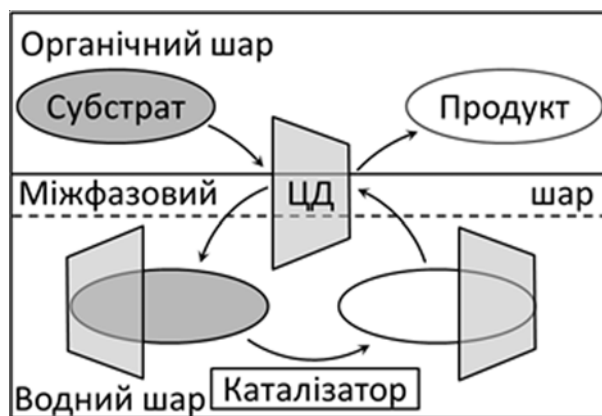 Органічний шар
Субстрат
Продукт
Міжфазовий ЦД шар
Водний шар
Каталізатор